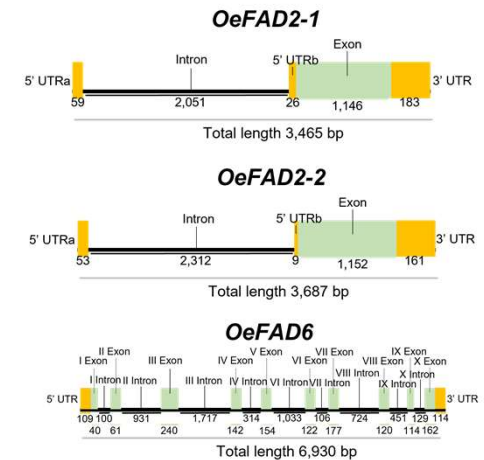 OeFAD2-1
Exon
Intron
5' UTRb
5' UTRa
3' UTR
59
2,051
26
1,146
183
Total length 3,465 bp
OeFAD2-2
Exon
Intron
5' UTRb
5' UTRa
3' UTR
53
2,312
9
1,152
161
Total length 3,687 bp
OeFAD6
II Exon V Exon VII Exon IX Exon
I Exon III Exon IV Exon VI Exon VIII Exon X Exon
I Intron II Intron III Intron IV Intron VI Intron VII Intron VIII Intron IX Intron X Intron
5' UTR 3' UTR
109 100 931 1,717 314 1,033 106 724 451 129 114
40 61 240 142 154 122 177 120 114 162
Total length 6,930 bp